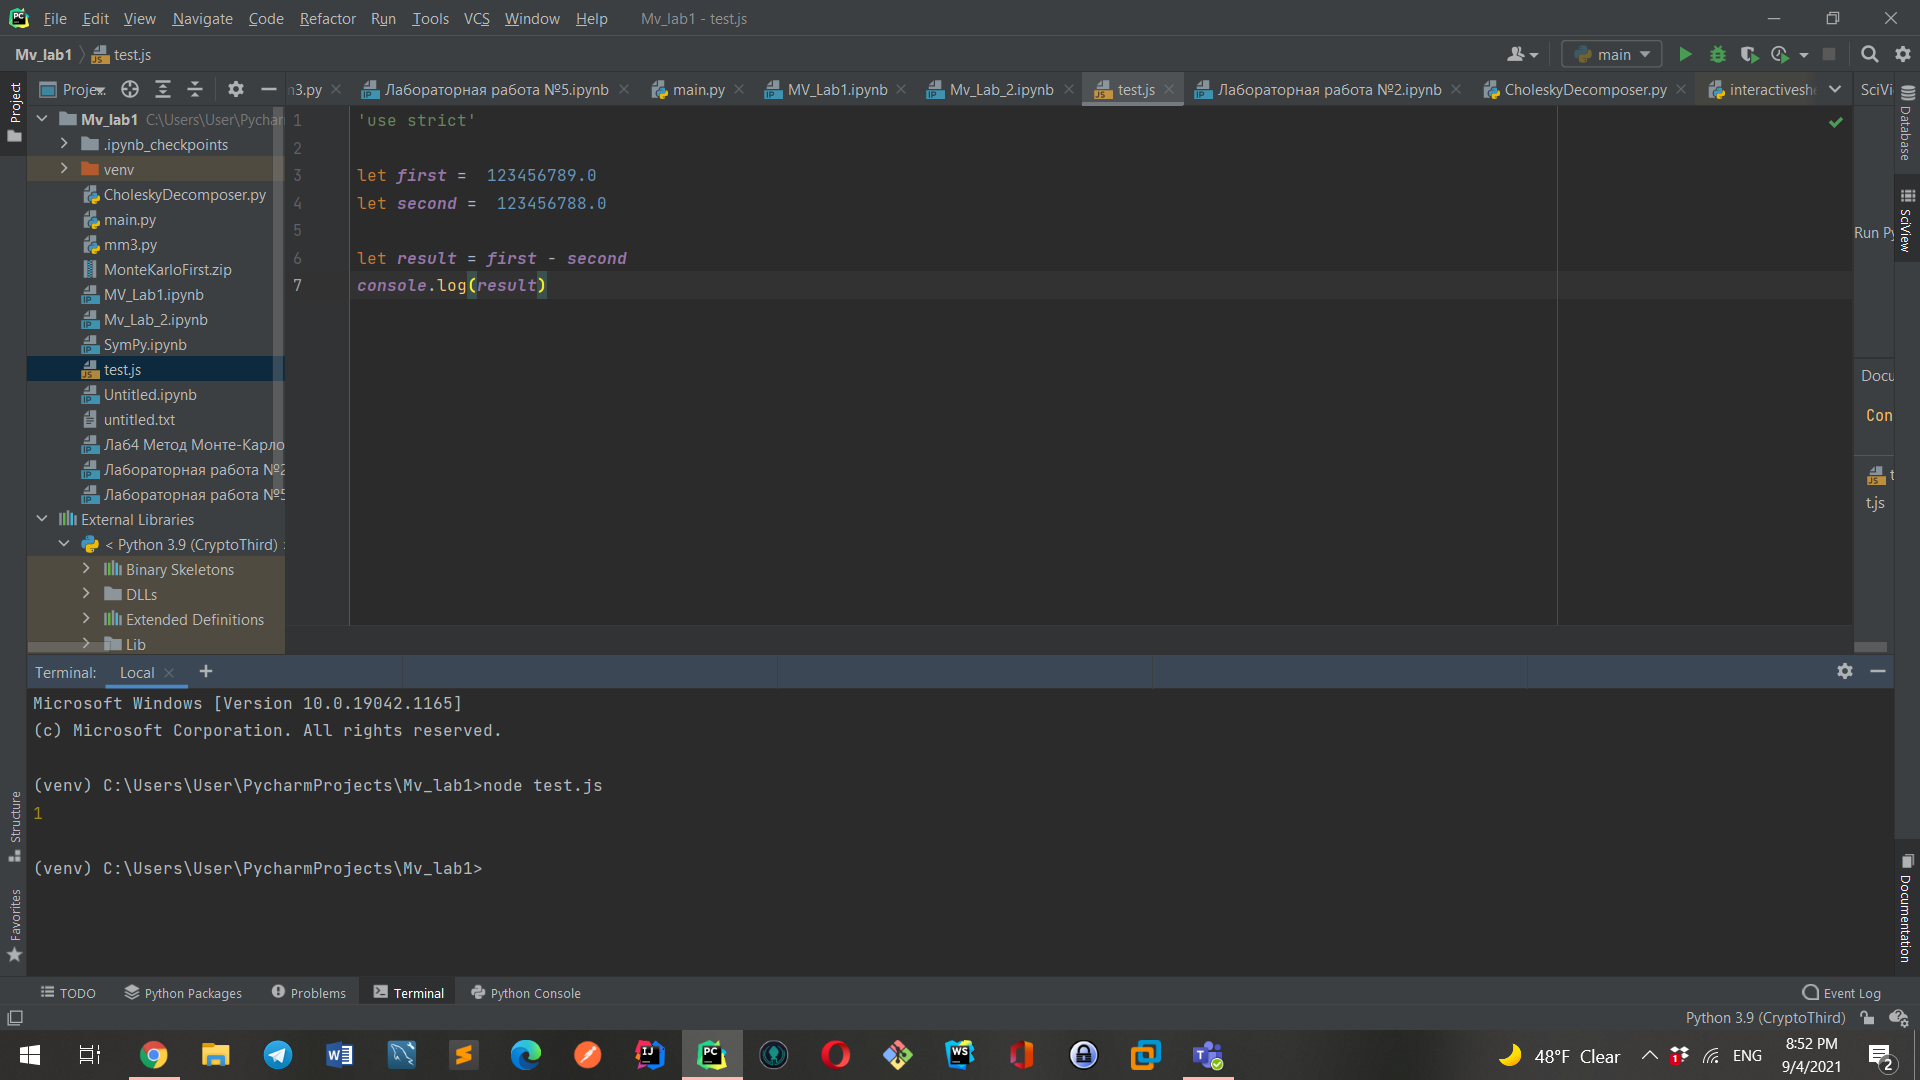 File Edit View Navigate Code Refactor Run Tools VCS Window Help Mv_lab1 - test.js
Mv_lab1 test.js main
Project
Proje
n3.py Лабораторная работа №5.ipynb main.py MV_Lab1.ipynb Mv_Lab_2.ipynb test.js Лабораторная работа №2.ipynb CholeskyDecomposer.py interactivesh SciVi
Mv_lab1 C:\Users\User\Pychar
.ipynb_checkpoints
venv
CholeskyDecomposer.py
main.py
mm3.py
MonteKarloFirst.zip
MV_Lab1.ipynb
Mv_Lab_2.ipynb
SymPy.ipynb
test.js
Untitled.ipynb
untitled.txt
Лаб4 Метод Монте-Карло
Лабораторная работа №2
Лабораторная работа №5
External Libraries
< Python 3.9 (CryptoThird)
Binary Skeletons
DLLs
Extended Definitions
Lib
1 'use strict'
2
3 let first =  123456789.0
4 let second =  123456788.0
5
6 let result = first - second
7 console.log(result)
Run Py
Docu
Con
t
t.js
Database
SciView
Documentation
Terminal: Local
Microsoft Windows [Version 10.0.19042.1165]
(c) Microsoft Corporation. All rights reserved.
(venv) C:\Users\User\PycharmProjects\Mv_lab1>node test.js
1
(venv) C:\Users\User\PycharmProjects\Mv_lab1>
Structure
Favorites
TODO Python Packages Problems Terminal Python Console Event Log
Python 3.9 (CryptoThird)
48°F Clear ENG 8:52 PM
9/4/2021
2